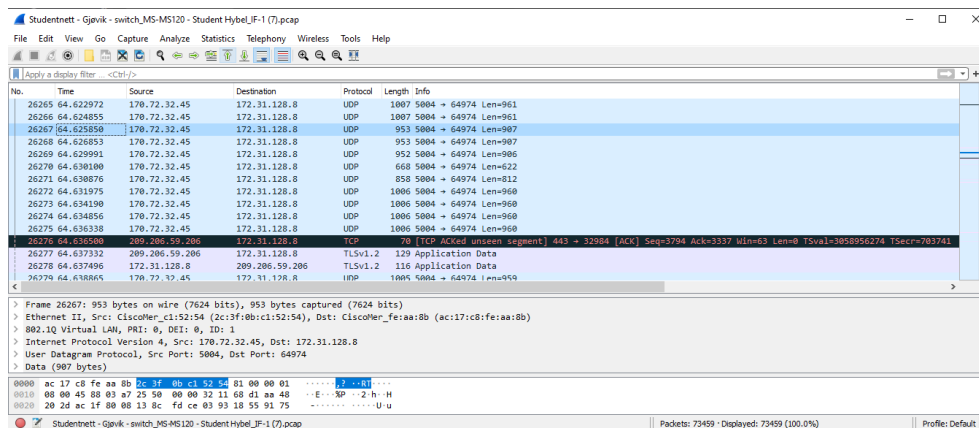 Studentnett - Gjøvik - switch_MS-MS120 - Student Hybel_IF-1 (7).pcap
File Edit View Go Capture Analyze Statistics Telephony Wireless Tools Help
Apply a display filter ... <Ctrl-/>
No. Time Source Destination Protocol Length Info
26265 64.622972 170.72.32.45 172.31.128.8 UDP 1007 5004 → 64974 Len=961
26266 64.624855 170.72.32.45 172.31.128.8 UDP 1007 5004 → 64974 Len=961
26267 64.625850 170.72.32.45 172.31.128.8 UDP 953 5004 → 64974 Len=907
26268 64.626853 170.72.32.45 172.31.128.8 UDP 953 5004 → 64974 Len=907
26269 64.629991 170.72.32.45 172.31.128.8 UDP 952 5004 → 64974 Len=906
26270 64.630100 170.72.32.45 172.31.128.8 UDP 668 5004 → 64974 Len=622
26271 64.630876 170.72.32.45 172.31.128.8 UDP 858 5004 → 64974 Len=812
26272 64.631975 170.72.32.45 172.31.128.8 UDP 1006 5004 → 64974 Len=960
26273 64.634190 170.72.32.45 172.31.128.8 UDP 1006 5004 → 64974 Len=960
26274 64.634856 170.72.32.45 172.31.128.8 UDP 1006 5004 → 64974 Len=960
26275 64.636338 170.72.32.45 172.31.128.8 UDP 1006 5004 → 64974 Len=960
26276 64.636500 209.206.59.206 172.31.128.8 TCP 70 [TCP ACKed unseen segment] 443 → 32984 [ACK] Seq=3794 Ack=3337 Win=63 Len=0 TSval=3058956274 TSecr=703741
26277 64.637332 209.206.59.206 172.31.128.8 TLSv1.2 129 Application Data
26278 64.637496 172.31.128.8 209.206.59.206 TLSv1.2 116 Application Data
26279 64.638865 170.72.32.45 172.31.128.8 UDP 1005 5004 → 64974 Len=959
> Frame 26267: 953 bytes on wire (7624 bits), 953 bytes captured (7624 bits)
> Ethernet II, Src: CiscoMer_c1:52:54 (2c:3f:0b:c1:52:54), Dst: CiscoMer_fe:aa:8b (ac:17:c8:fe:aa:8b)
> 802.1Q Virtual LAN, PRI: 0, DEI: 0, ID: 1
> Internet Protocol Version 4, Src: 170.72.32.45, Dst: 172.31.128.8
> User Datagram Protocol, Src Port: 5004, Dst Port: 64974
> Data (907 bytes)
0000 ac 17 c8 fe aa 8b 2c 3f 0b c1 52 54 81 00 00 01 ······,? ··RT····
0010 08 00 45 88 03 a7 25 50 00 00 32 11 68 d1 aa 48 ··E···%P ··2·h··H
0020 20 2d ac 1f 80 08 13 8c fd ce 03 93 18 55 91 75 -······ ·····U·u
Studentnett - Gjøvik - switch_MS-MS120 - Student Hybel_IF-1 (7).pcap Packets: 73459 · Displayed: 73459 (100.0%) Profile: Default